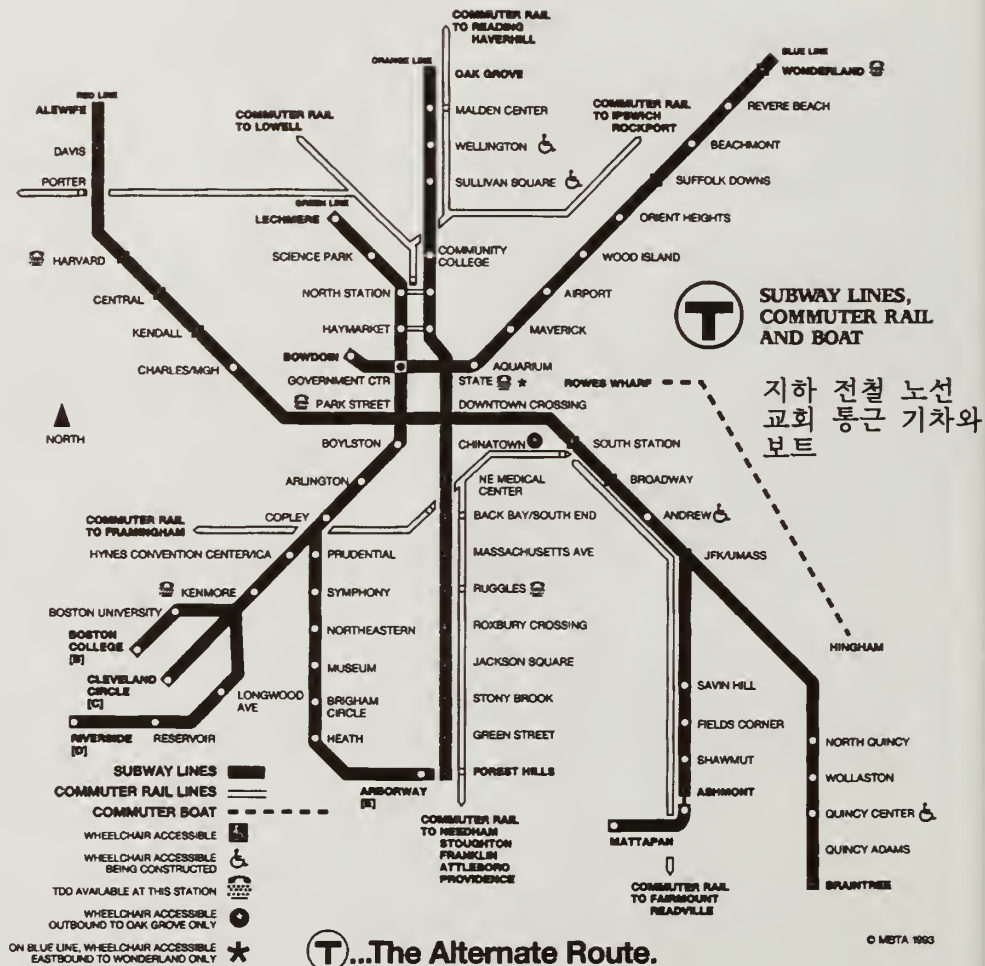 COMMUTER RAIL
TO READING
HAVERHILL
BLUE LINE
WONDERLAND
ORANGE LINE
OAK GROVE
RED LINE
ALEWIFE
COMMUTER RAIL
TO LOWELL
MALDEN CENTER
COMMUTER RAIL
TO IPSWICH
ROCKPORT
REVERE BEACH
DAVIS
WELLINGTON
BEACHMONT
PORTER
SULLIVAN SQUARE
SUFFOLK DOWNS
GREEN LINE
LECHMERE
ORIENT HEIGHTS
HARVARD
SCIENCE PARK
COMMUNITY
COLLEGE
WOOD ISLAND
CENTRAL
NORTH STATION
AIRPORT
T
SUBWAY LINES,
COMMUTER RAIL
AND BOAT
KENDALL
HAYMARKET
MAVERICK
BOWDOIN
CHARLES/MGH
GOVERNMENT CTR
AQUARIUM
STATE *
ROWES WHARF
지하 전철 노선
교회 통근 기차와
보트
PARK STREET
DOWNTOWN CROSSING
NORTH
BOYLSTON
CHINATOWN
SOUTH STATION
ARLINGTON
NE MEDICAL
CENTER
BROADWAY
COPLEY
BACK BAY/SOUTH END
ANDREW
COMMUTER RAIL
TO FRAMINGHAM
HYNES CONVENTION CENTER/ICA
PRUDENTIAL
MASSACHUSETTS AVE
JFK/UMASS
KENMORE
SYMPHONY
RUGGLES
BOSTON UNIVERSITY
NORTHEASTERN
ROXBURY CROSSING
BOSTON
COLLEGE
[B]
HINGHAM
MUSEUM
JACKSON SQUARE
CLEVELAND
CIRCLE
[C]
LONGWOOD
AVE
BRIGHAM
CIRCLE
STONY BROOK
SAVIN HILL
FIELDS CORNER
RIVERSIDE
[D]
RESERVOIR
HEATH
GREEN STREET
NORTH QUINCY
SHAWMUT
FOREST HILLS
WOLLASTON
ARBORWAY
[E]
ASHMONT
QUINCY CENTER
COMMUTER RAIL
TO NEEDHAM
STOUGHTON
FRANKLIN
ATTLEBORO
PROVIDENCE
MATTAPAN
QUINCY ADAMS
COMMUTER RAIL
TO FAIRMOUNT
READVILLE
BRAINTREE
SUBWAY LINES
COMMUTER RAIL LINES
COMMUTER BOAT
WHEELCHAIR ACCESSIBLE
WHEELCHAIR ACCESSIBLE
BEING CONSTRUCTED
TDD AVAILABLE AT THIS STATION
WHEELCHAIR ACCESSIBLE
OUTBOUND TO OAK GROVE ONLY
ON BLUE LINE, WHEELCHAIR ACCESSIBLE
EASTBOUND TO WONDERLAND ONLY *
T...The Alternate Route.
© MBTA 1993